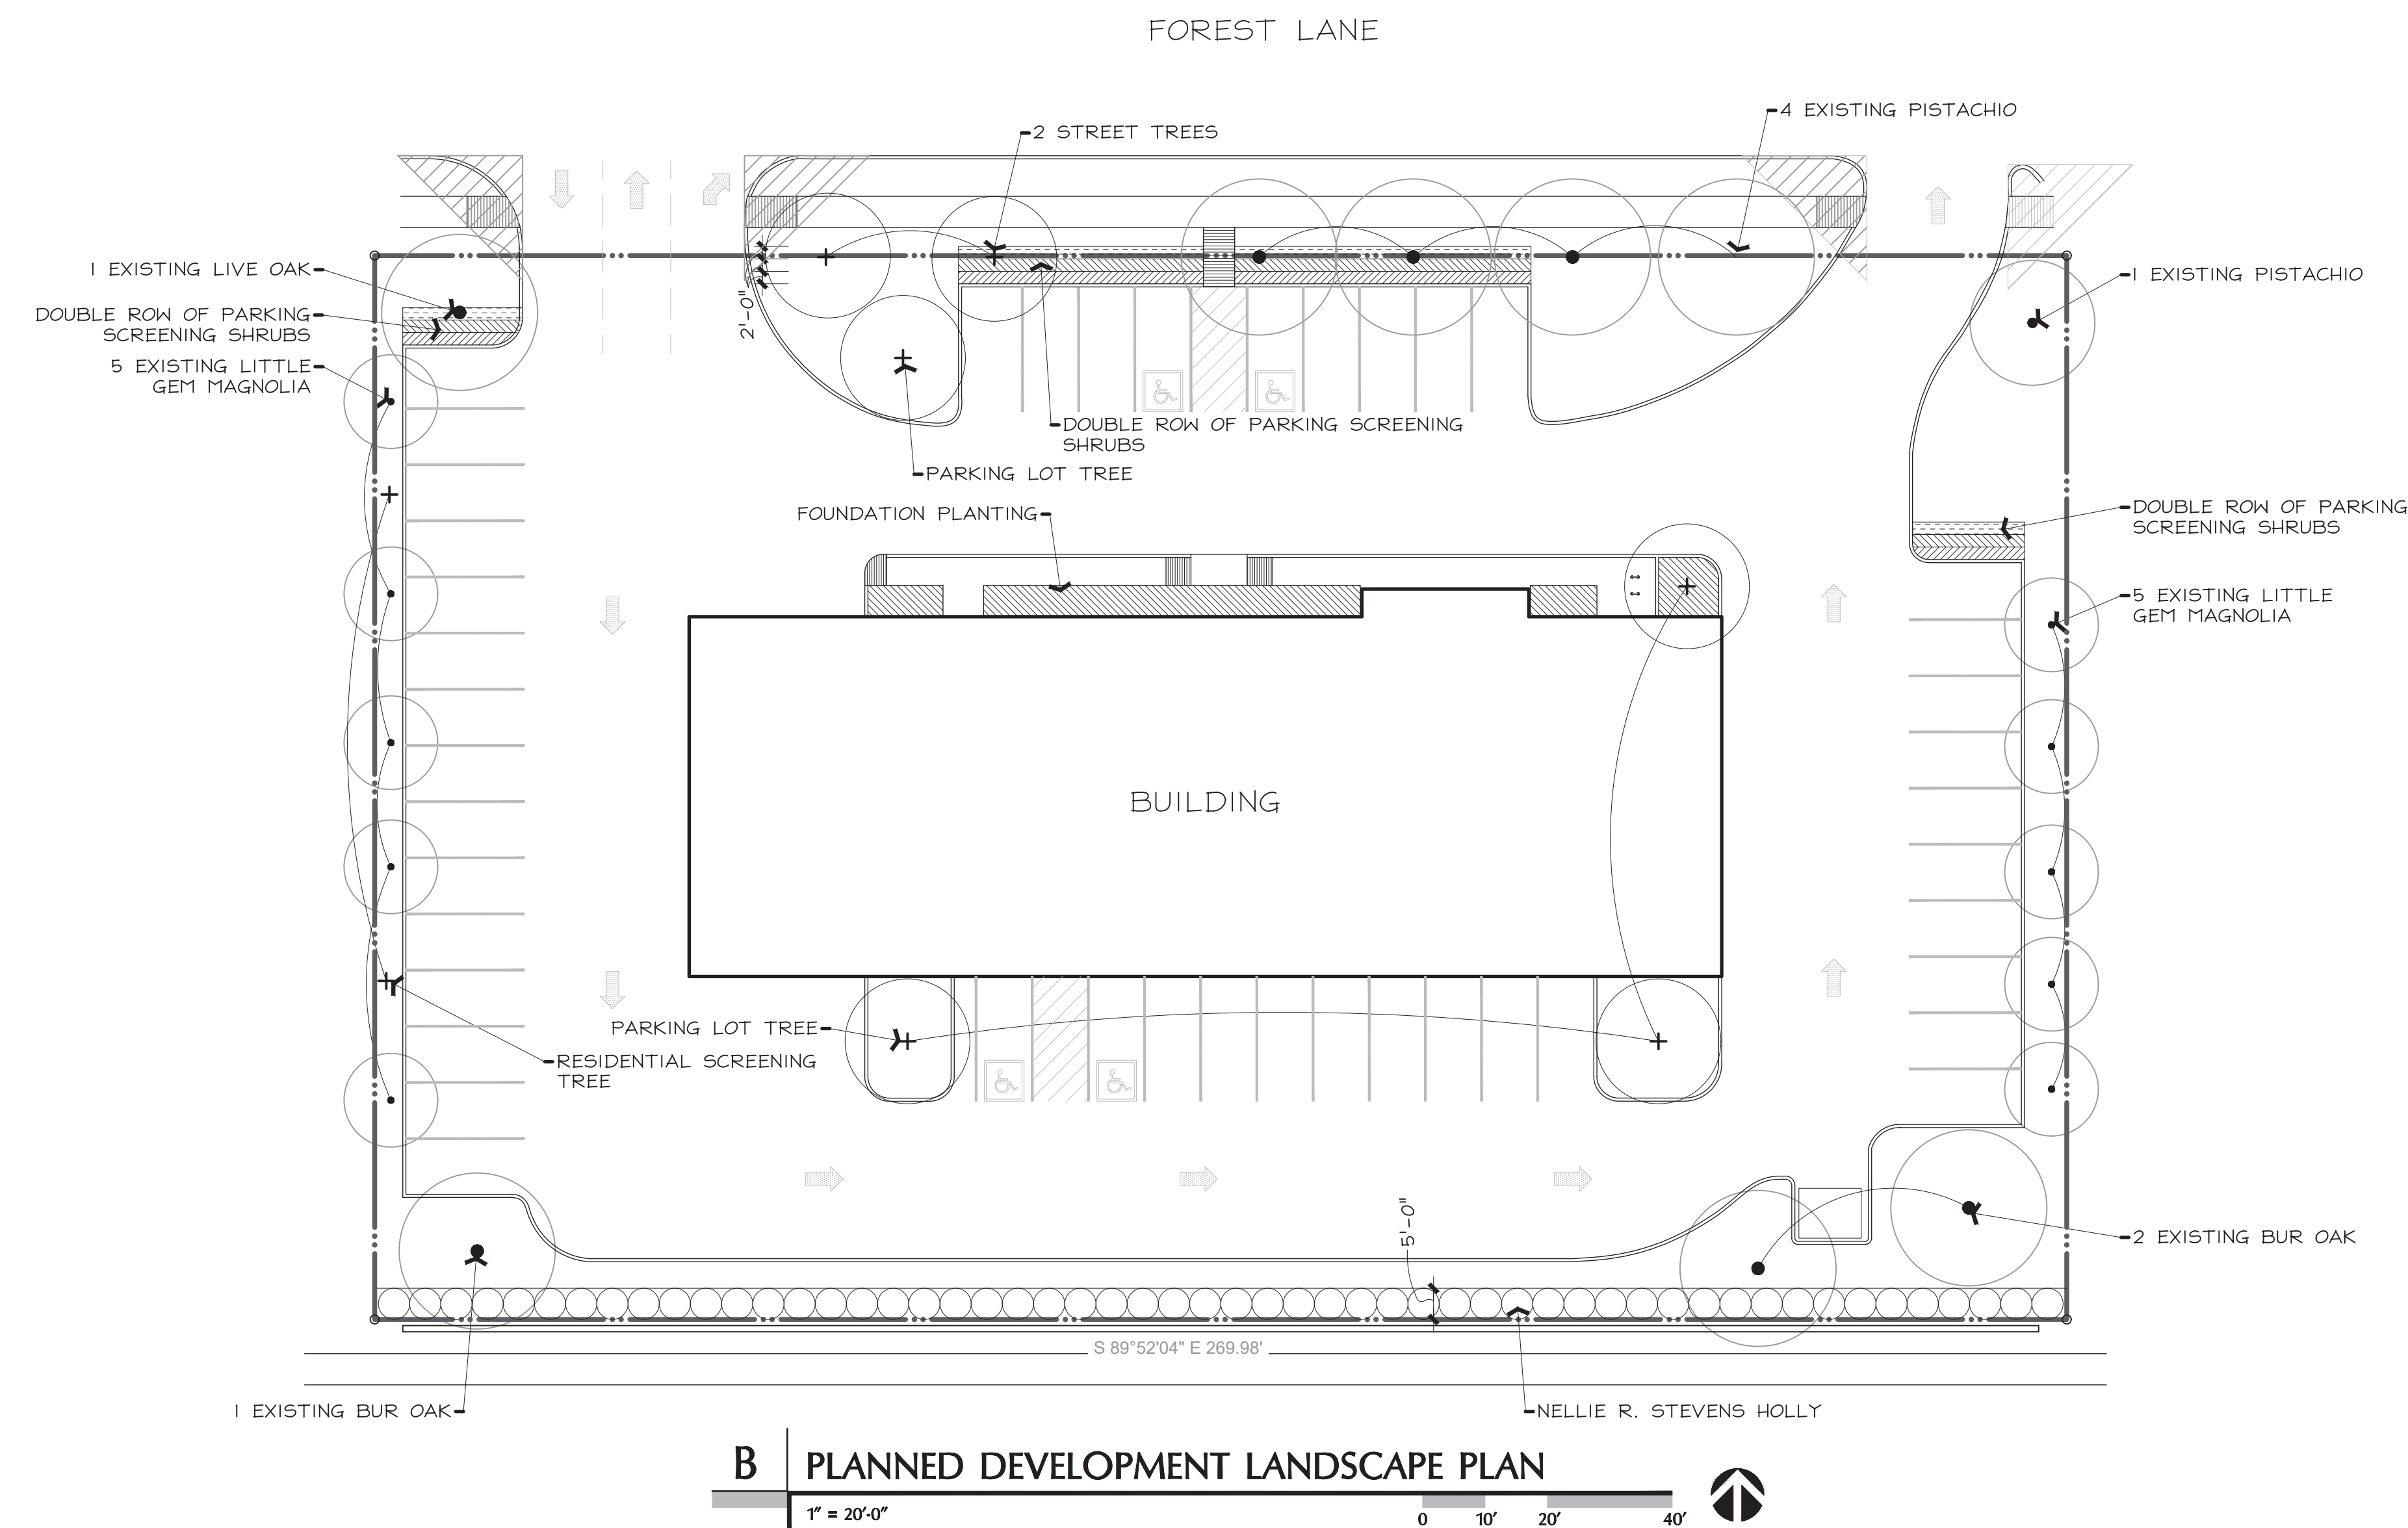 FOREST LANE
4 EXISTING PISTACHIO
2 STREET TREES
1 EXISTING LIVE OAK
1 EXISTING PISTACHIO
DOUBLE ROW OF PARKING
SCREENING SHRUBS
2'-0"
5 EXISTING LITTLE
GEM MAGNOLIA
DOUBLE ROW OF PARKING SCREENING
SHRUBS
PARKING LOT TREE
FOUNDATION PLANTING
DOUBLE ROW OF PARKING
SCREENING SHRUBS
5 EXISTING LITTLE
GEM MAGNOLIA
BUILDING
PARKING LOT TREE
RESIDENTIAL SCREENING
TREE
5'-0"
2 EXISTING BUR OAK
S 89°52'04" E 269.98'
1 EXISTING BUR OAK
NELLIE R. STEVENS HOLLY
B PLANNED DEVELOPMENT LANDSCAPE PLAN
1" = 20'-0"
0 10' 20' 40'